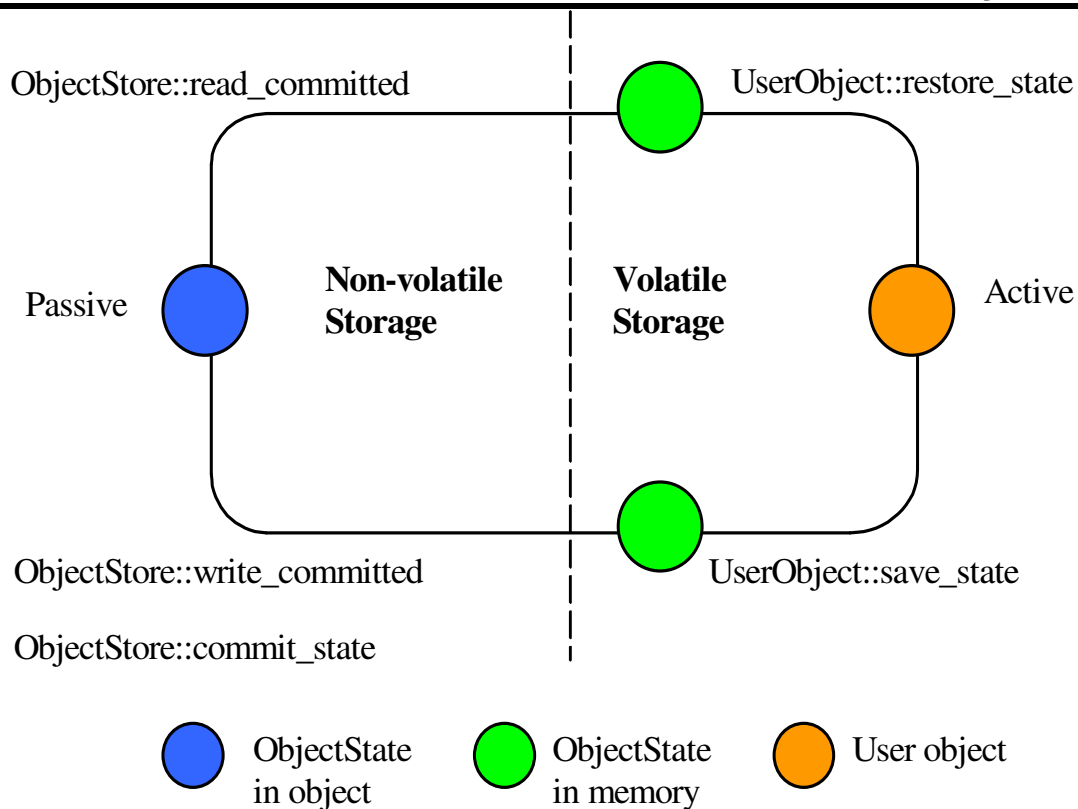 ObjectStore::read_committed
UserObject::restore_state
Non-volatile
Storage
Volatile
Storage
Passive
Active
ObjectStore::write_committed
UserObject::save_state
ObjectStore::commit_state
ObjectState
in object
ObjectState
in memory
User object